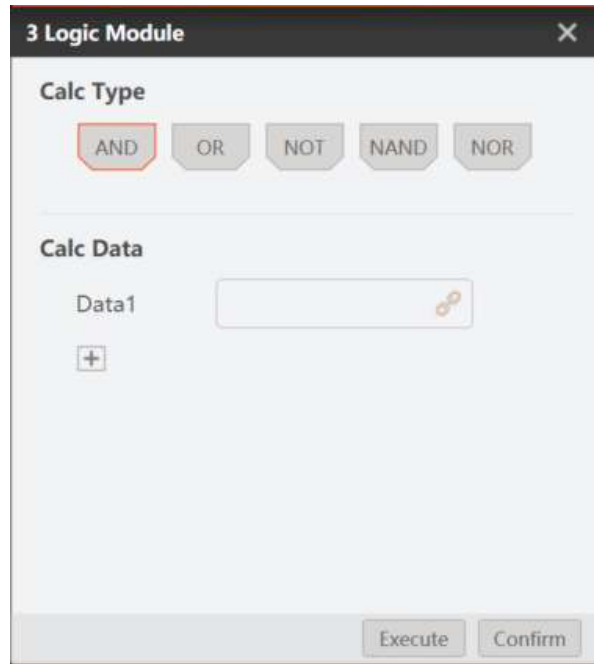 3 Logic Module
Calc Type
AND OR NOT NAND NOR
Calc Data
Data1
Execute Confirm